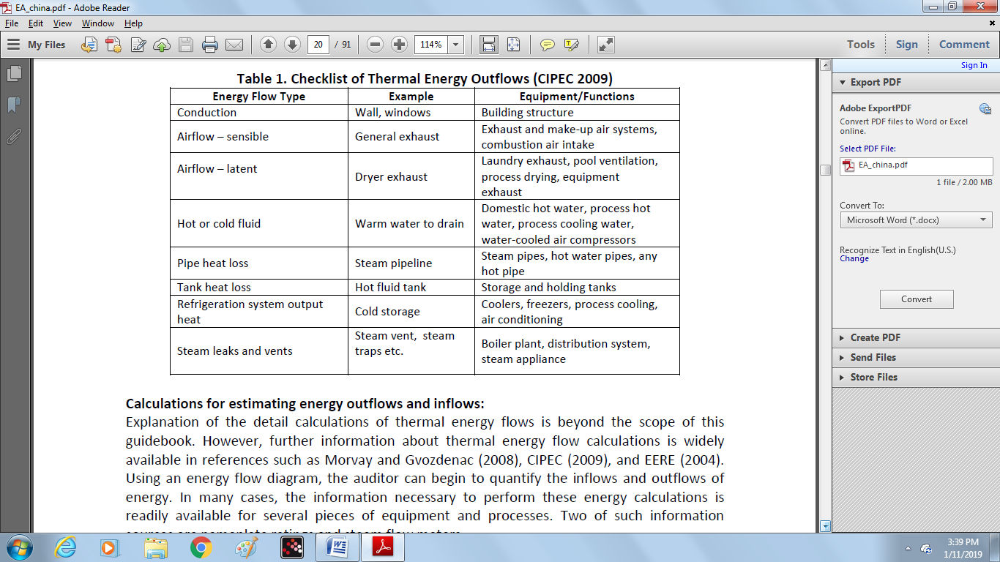 EA_china.pdf - Adobe Reader
File Edit View Window Help
My Files
20 / 91
114%
Tools Sign Comment
Table 1. Checklist of Thermal Energy Outflows (CIPEC 2009)
Energy Flow Type Example Equipment/Functions
Conduction Wall, windows Building structure
Airflow – sensible General exhaust Exhaust and make-up air systems,
combustion air intake
Airflow – latent Dryer exhaust Laundry exhaust, pool ventilation,
process drying, equipment
exhaust
Hot or cold fluid Warm water to drain Domestic hot water, process hot
water, process cooling water,
water-cooled air compressors
Pipe heat loss Steam pipeline Steam pipes, hot water pipes, any
hot pipe
Tank heat loss Hot fluid tank Storage and holding tanks
Refrigeration system output
heat Cold storage Coolers, freezers, process cooling,
air conditioning
Steam leaks and vents Steam vent, steam
traps etc. Boiler plant, distribution system,
steam appliance
Calculations for estimating energy outflows and inflows:
Explanation of the detail calculations of thermal energy flows is beyond the scope of this
guidebook. However, further information about thermal energy flow calculations is widely
available in references such as Morvay and Gvozdenac (2008), CIPEC (2009), and EERE (2004).
Using an energy flow diagram, the auditor can begin to quantify the inflows and outflows of
energy. In many cases, the information necessary to perform these energy calculations is
readily available for several pieces of equipment and processes. Two of such information
Sign In
Export PDF
Adobe ExportPDF
Convert PDF files to Word or Excel
online.
Select PDF File:
EA_china.pdf
1 file / 2.00 MB
Convert To:
Microsoft Word (*.docx)
Recognize Text in English(U.S.)
Change
Convert
Create PDF
Send Files
Store Files
3:39 PM
1/11/2019